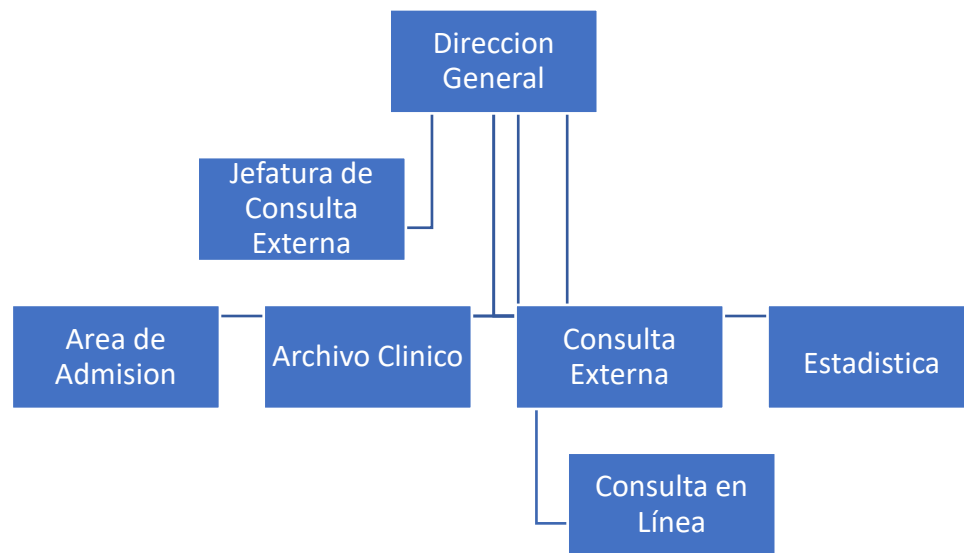 Direccion
General
Jefatura de
Consulta
Externa
Area de
Admision
Archivo Clinico
Consulta
Externa
Estadistica
Consulta en
Línea